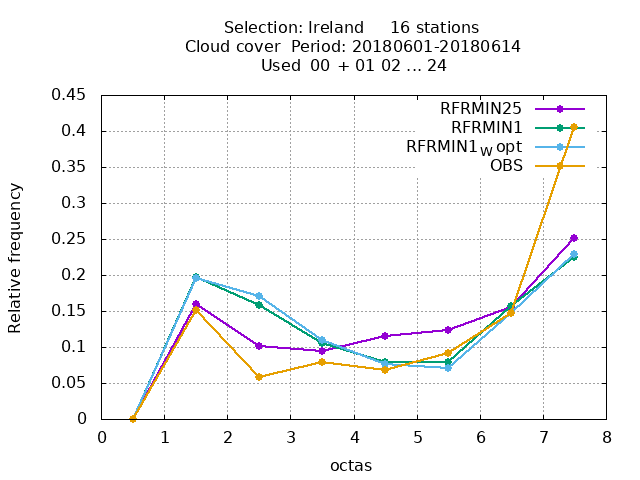 Selection: Ireland 16 stations
Cloud cover Period: 20180601-20180614
Used 00 + 01 02 ... 24
0.45
0.4
0.35
0.3
0.25
0.2
0.15
0.1
0.05
0
Relative frequency
RFRMIN25
RFRMIN1
RFRMIN1w opt
OBS
0 1 2 3 4 5 6 7 8
octas